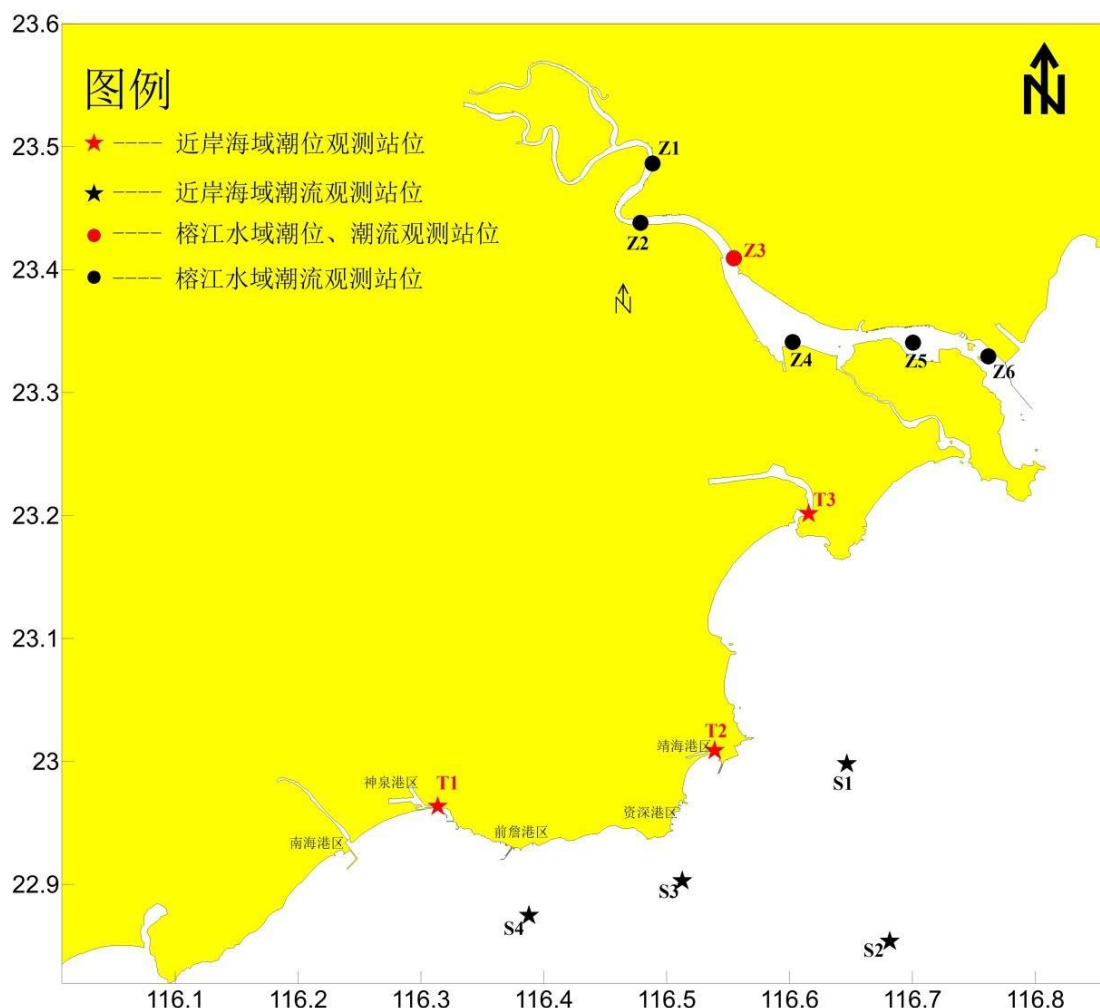 23.6
图例
N
★ ---- 近岸海域潮位观测站位
23.5
Z1
★ ---- 近岸海域潮流观测站位
● ---- 榕江水域潮位、潮流观测站位
Z2
Z3
23.4
● ---- 榕江水域潮流观测站位
N
Z4
Z5
Z6
23.3
23.2
T3
23.1
T2
靖海港区
23
S1
神泉港区
T1
资深港区
前詹港区
南海港区
22.9
S3
S4
S2
116.1
116.2
116.3
116.4
116.5
116.6
116.7
116.8